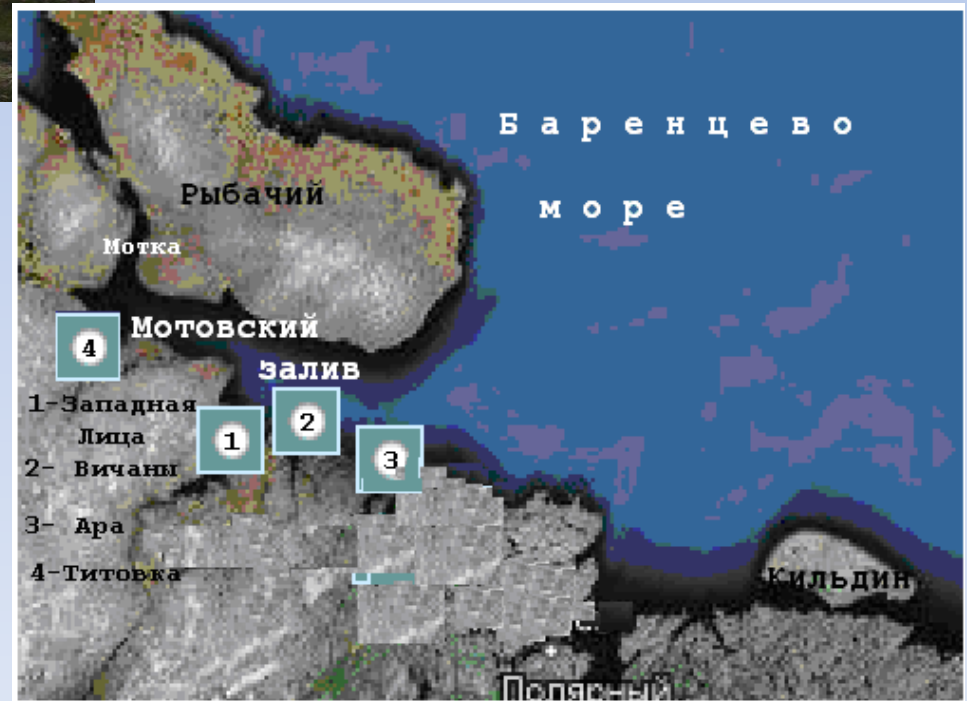 Баренцево
море
Рыбачий
Мотка
Мотовский
залив
4
1-Западная
Лица
2- Вичаны
3- Ара
4-Титовка
1
2
3
Кильдин
Полярный